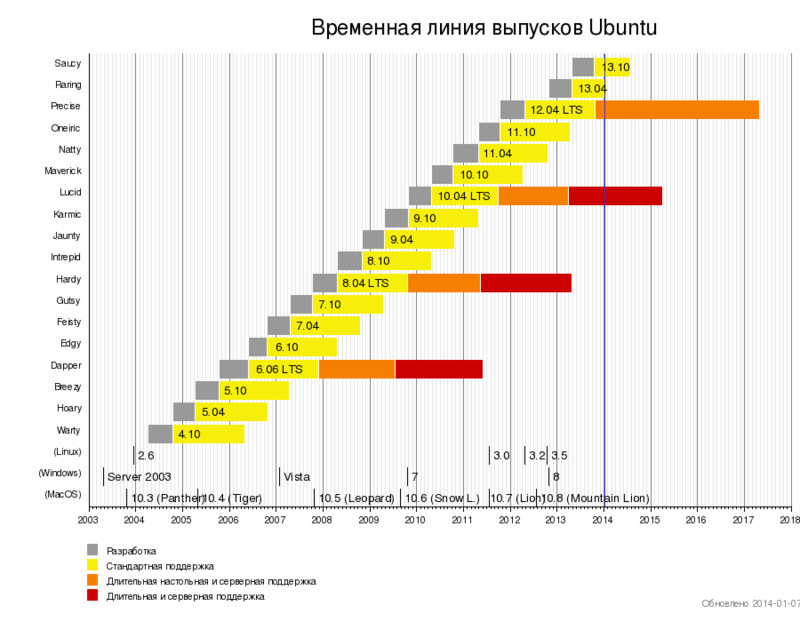 Временная линия выпусков Ubuntu
Saucy 13.10
Raring 13.04
Precise 12.04 LTS
Oneiric 11.10
Natty 11.04
Maverick 10.10
Lucid 10.04 LTS
Karmic 9.10
Jaunty 9.04
Intrepid 8.10
Hardy 8.04 LTS
Gutsy 7.10
Feisty 7.04
Edgy 6.10
Dapper 6.06 LTS
Breezy 5.10
Hoary 5.04
Warty 4.10
(Linux) 2.6 3.0 3.2 3.5
(Windows) Server 2003 Vista 7 8
(MacOS) 10.3 (Panther) 10.4 (Tiger) 10.5 (Leopard) 10.6 (Snow L.) 10.7 (Lion) 10.8 (Mountain Lion)
2003 2004 2005 2006 2007 2008 2009 2010 2011 2012 2013 2014 2015 2016 2017 2018
Разработка
Стандартная поддержка
Длительная настольная и серверная поддержка
Длительная и серверная поддержка
Обновлено 2014-01-07